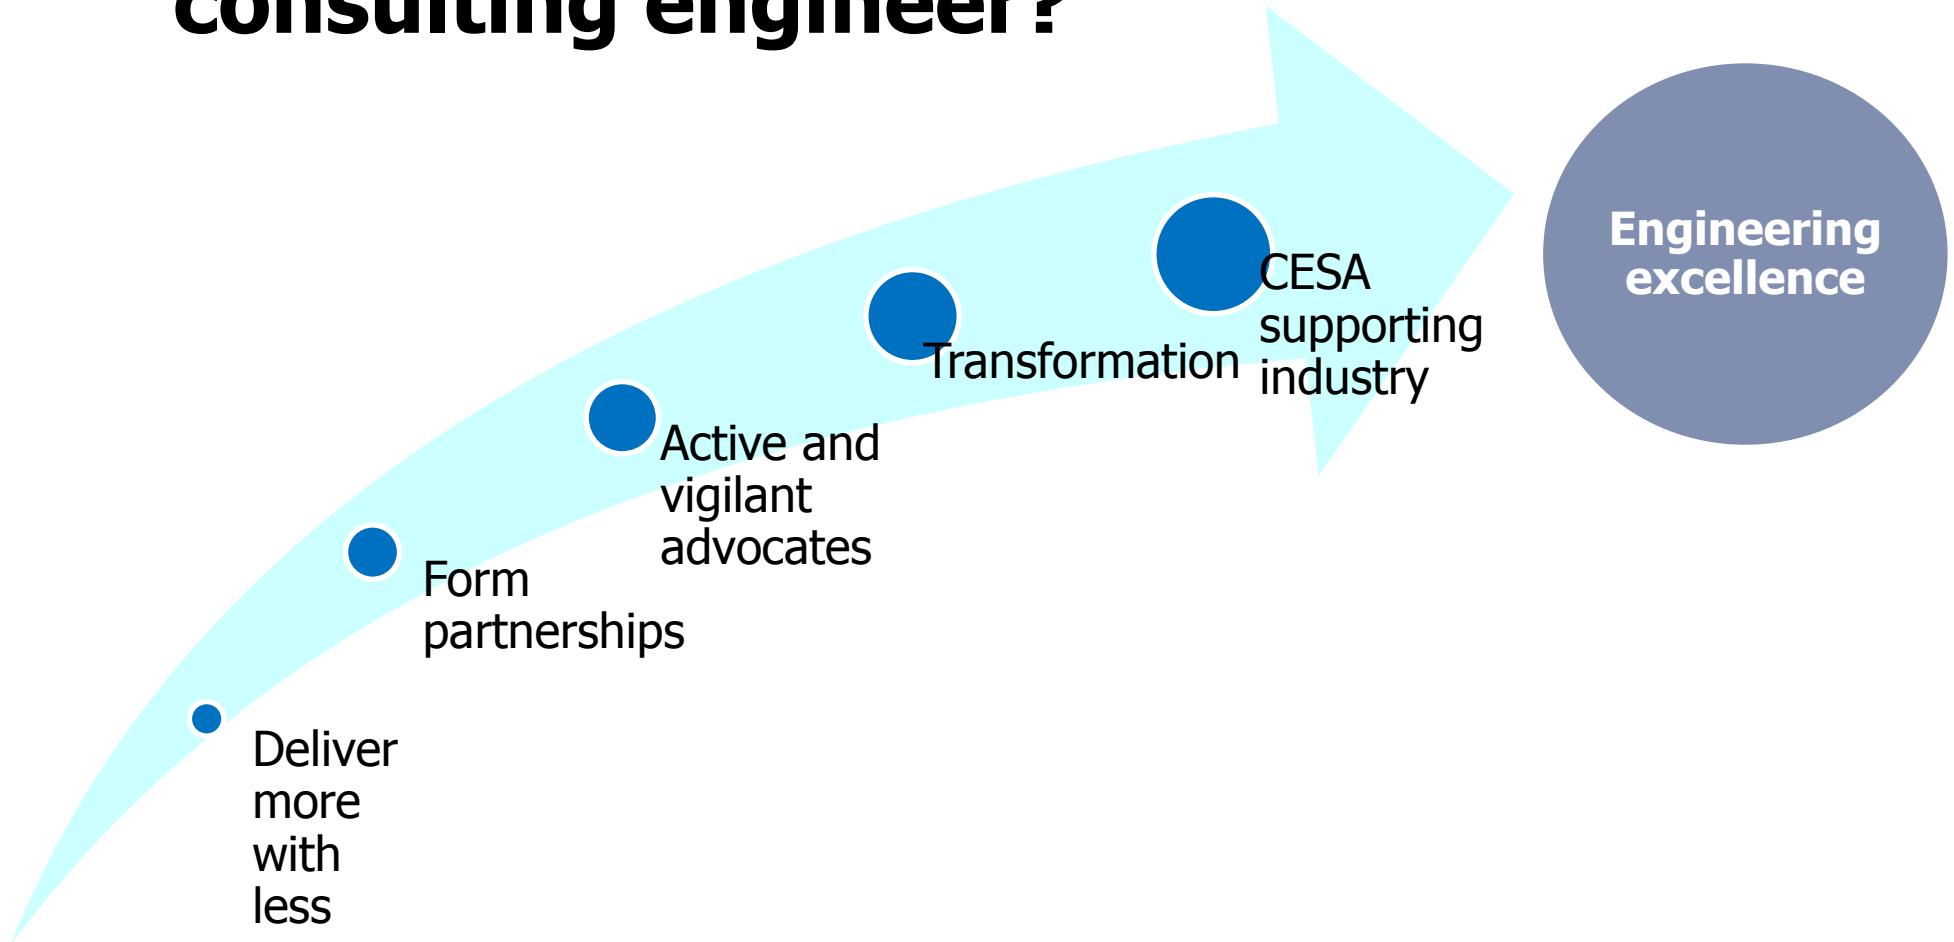 consulting engineer?
Deliver
more
with
less
Form
partnerships
Active and
vigilant
advocates
Transformation
CESA
supporting
industry
Engineering
excellence